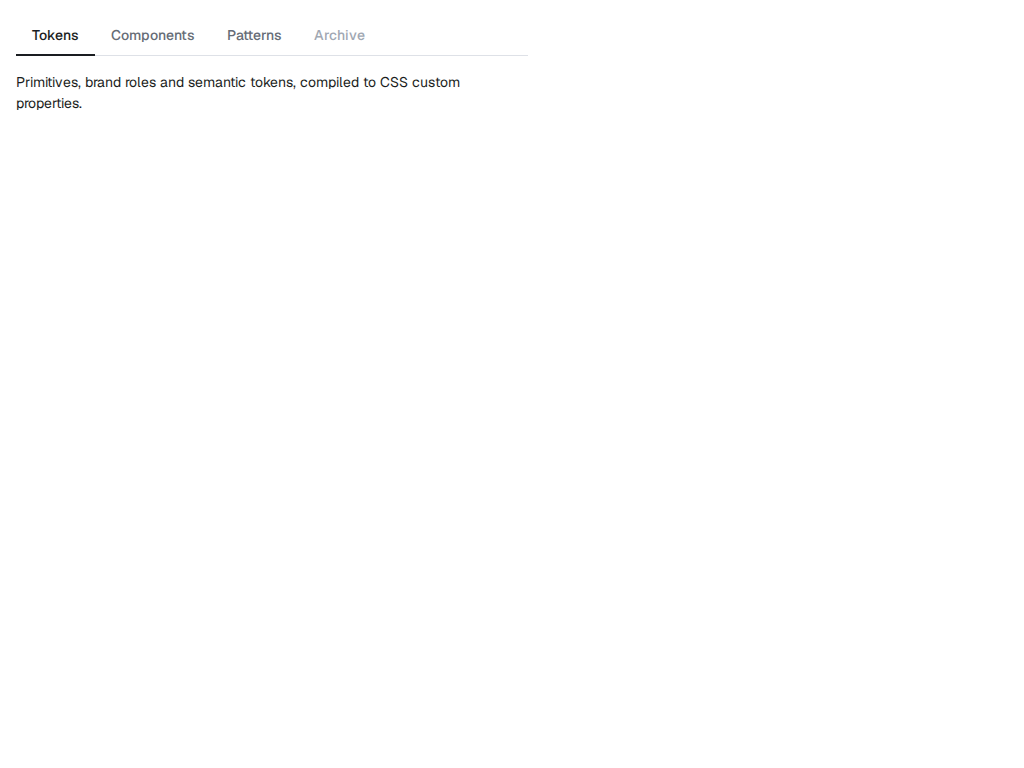 Tokens Components Patterns Archive
Primitives, brand roles and semantic tokens, compiled to CSS custom
properties.